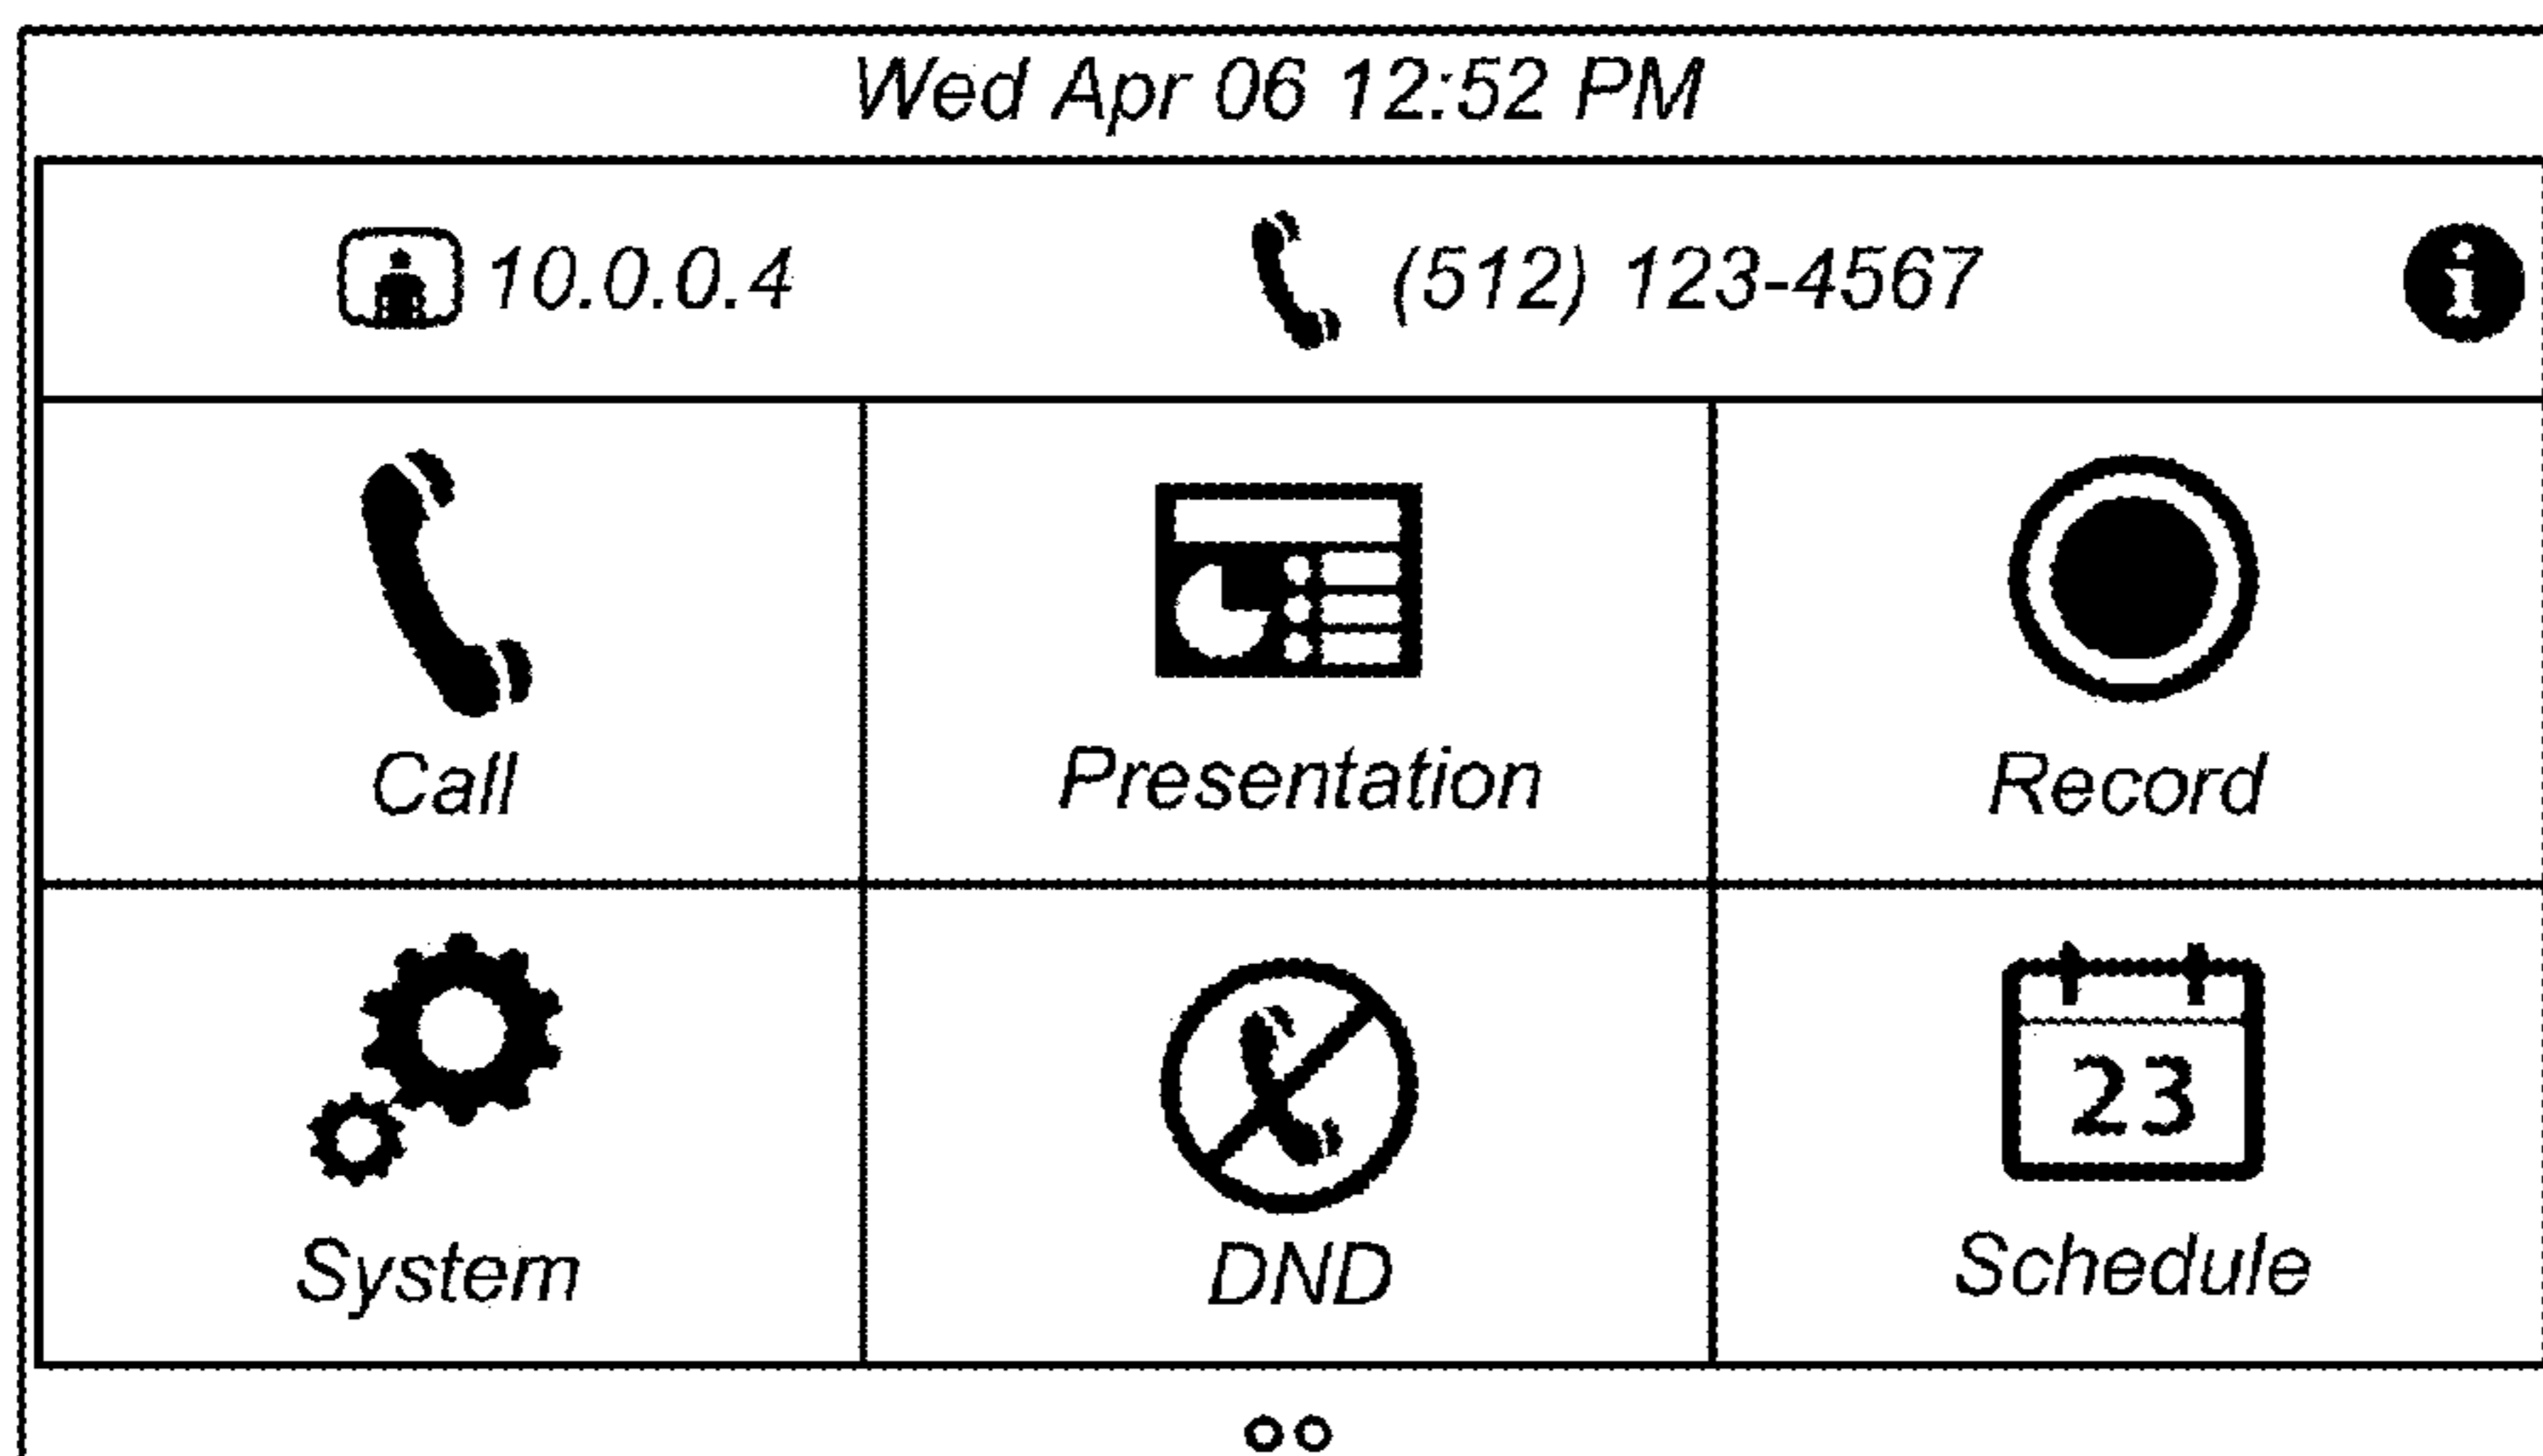 Wed Apr 06 12:52 PM
10.0.0.4 (512) 123-4567 i
Call Presentation Record
23
System DND Schedule